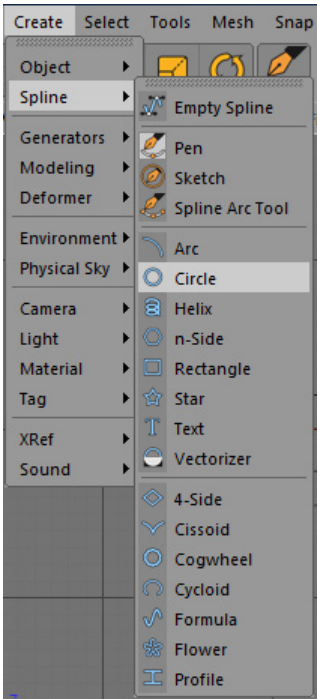 Create Select Tools Mesh Snap
Object
Spline
Generators
Modeling
Deformer
Environment
Physical Sky
Camera
Light
Material
Tag
XRef
Sound
Empty Spline
Pen
Sketch
Spline Arc Tool
Arc
Circle
Helix
n-Side
Rectangle
Star
Text
Vectorizer
4-Side
Cissoid
Cogwheel
Cycloid
Formula
Flower
Profile